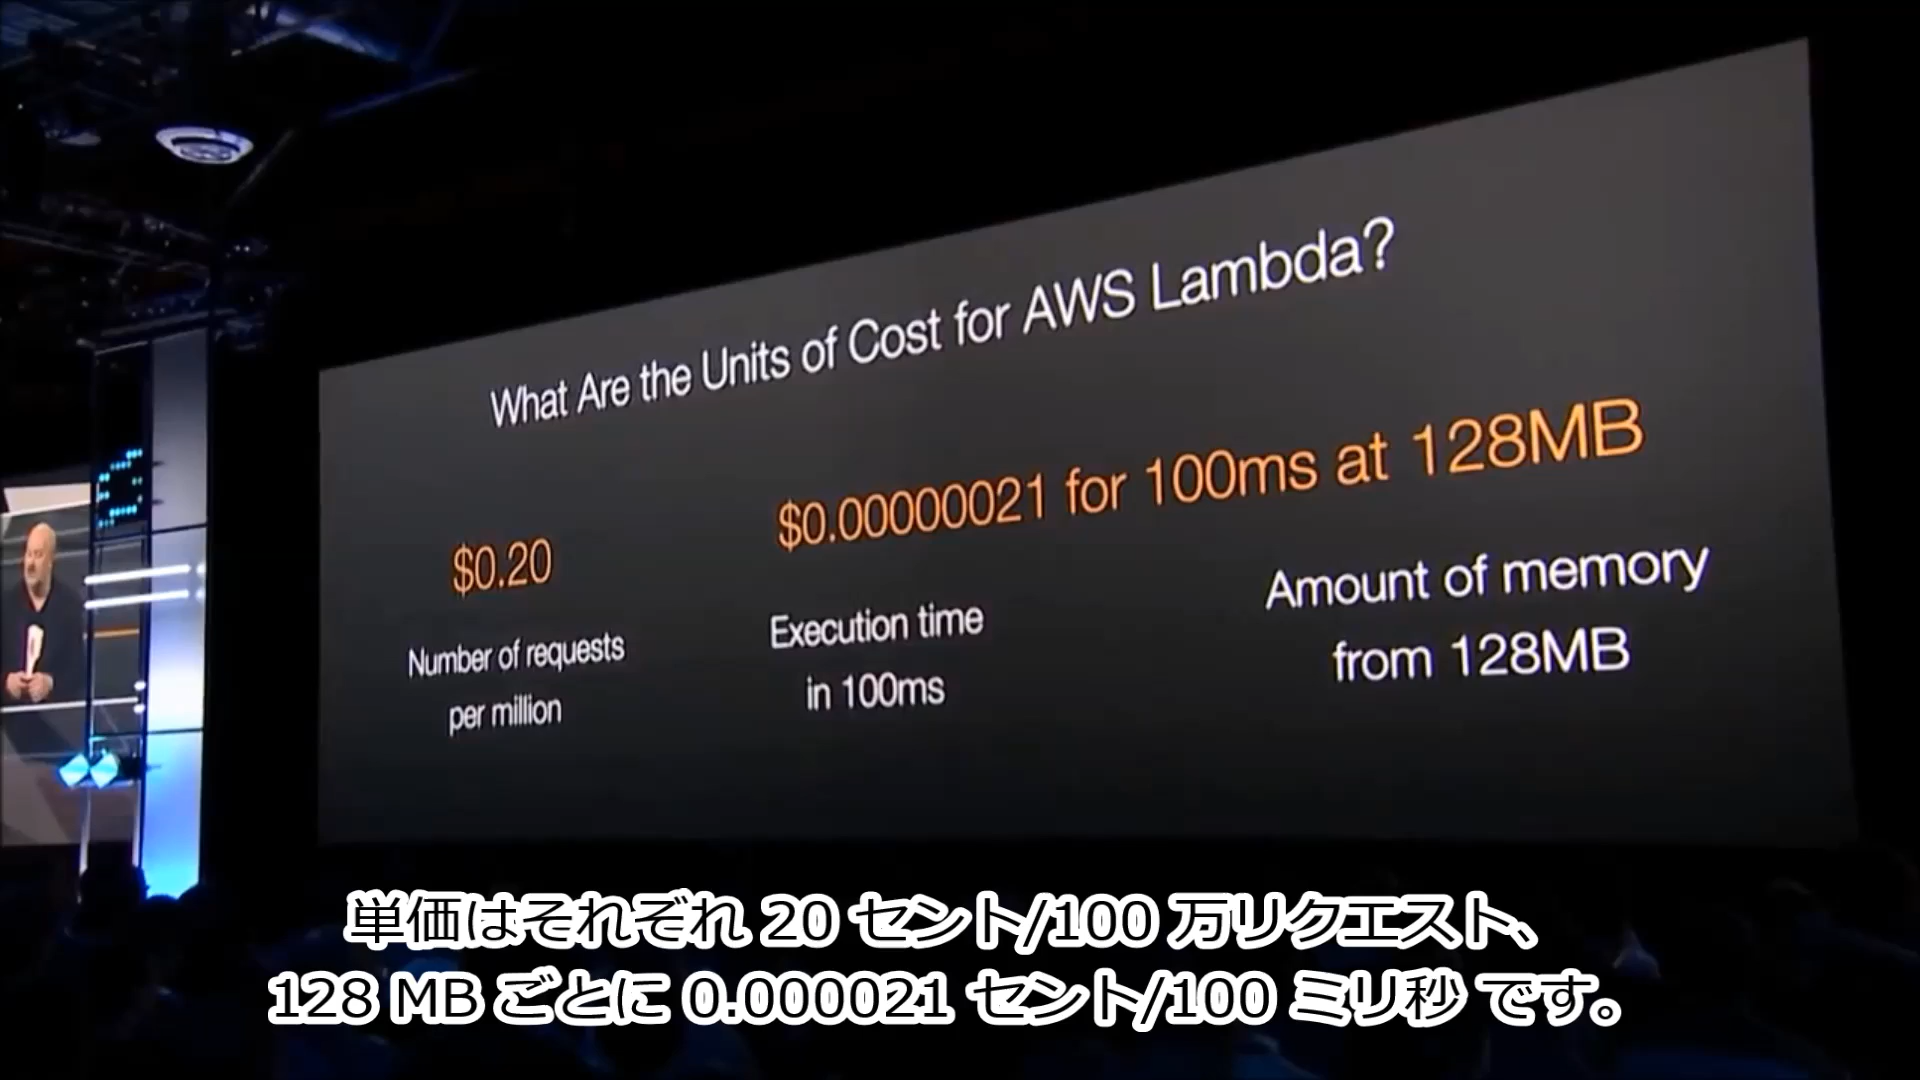 What Are the Units of Cost for AWS Lambda?
$0.20
$0.00000021 for 100ms at 128MB
Number of requests
per million
Execution time
in 100ms
Amount of memory
from 128MB
単価はそれぞれ 20 セント/100 万リクエスト、
128 MB ごとに 0.000021 セント/100 ミリ秒 です。